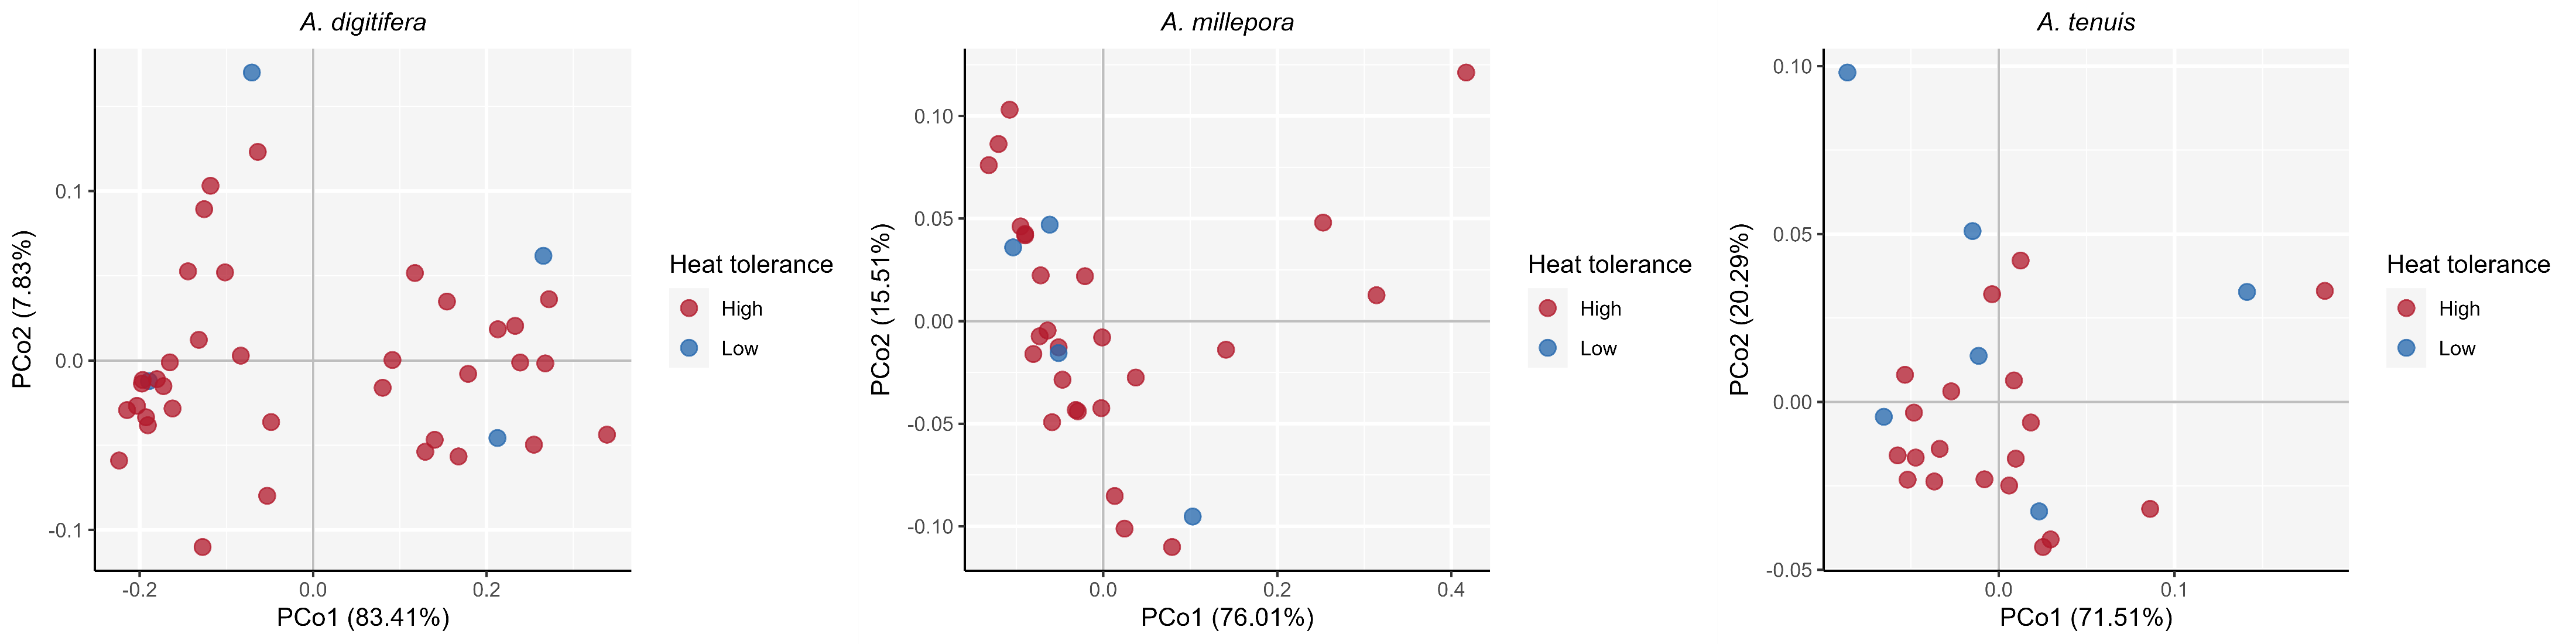 A. digitifera
PCo2 (7.83%)
0.1
0.0
-0.1
-0.2
0.0
0.2
PCo1 (83.41%)
Heat tolerance
High
Low
A. millepora
PCo2 (15.51%)
0.10
0.05
0.00
-0.05
-0.10
0.0
0.2
0.4
PCo1 (76.01%)
Heat tolerance
High
Low
A. tenuis
PCo2 (20.29%)
0.10
0.05
0.00
-0.05
0.0
0.1
PCo1 (71.51%)
Heat tolerance
High
Low